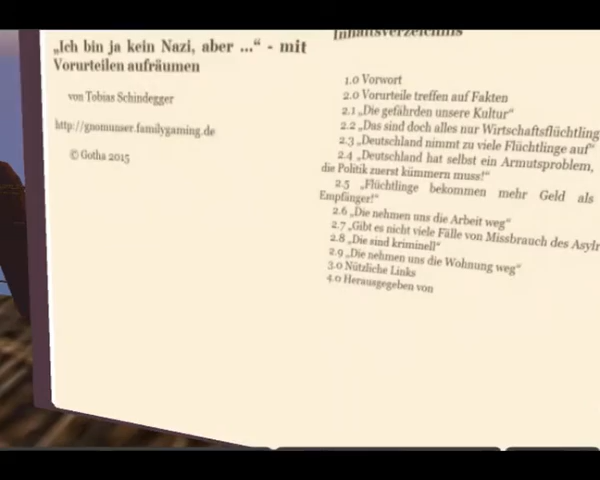 „Ich bin ja kein Nazi, aber ...“ - mit
Vorurteilen aufräumen
von Tobias Schindegger
http://gnomunser.familygaming.de
© Gotha 2015
Inhaltsverzeichnis
1.0 Vorwort
2.0 Vorurteile treffen auf Fakten
2.1 „Die gefährden unsere Kultur“
2.2 „Das sind doch alles nur Wirtschaftsflüchtling
2.3 „Deutschland nimmt zu viele Flüchtlinge auf“
2.4 „Deutschland hat selbst ein Armutsproblem,
die Politik zuerst kümmern muss!“
2.5 „Flüchtlinge bekommen mehr Geld als
Empfänger!“
2.6 „Die nehmen uns die Arbeit weg“
2.7 „Gibt es nicht viele Fälle von Missbrauch des Asylr
2.8 „Die sind kriminell“
2.9 „Die nehmen uns die Wohnung weg“
3.0 Nützliche Links
4.0 Herausgegeben von